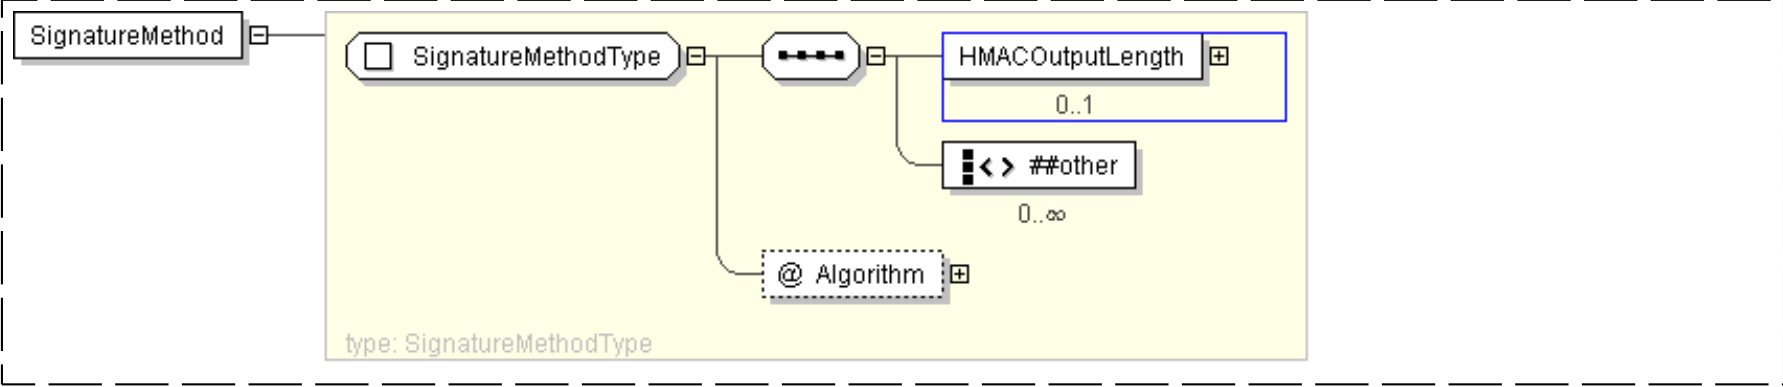 SignatureMethod
SignatureMethodType
HMACOutputLength
0..1
##other
0..∞
@ Algorithm
type: SignatureMethodType